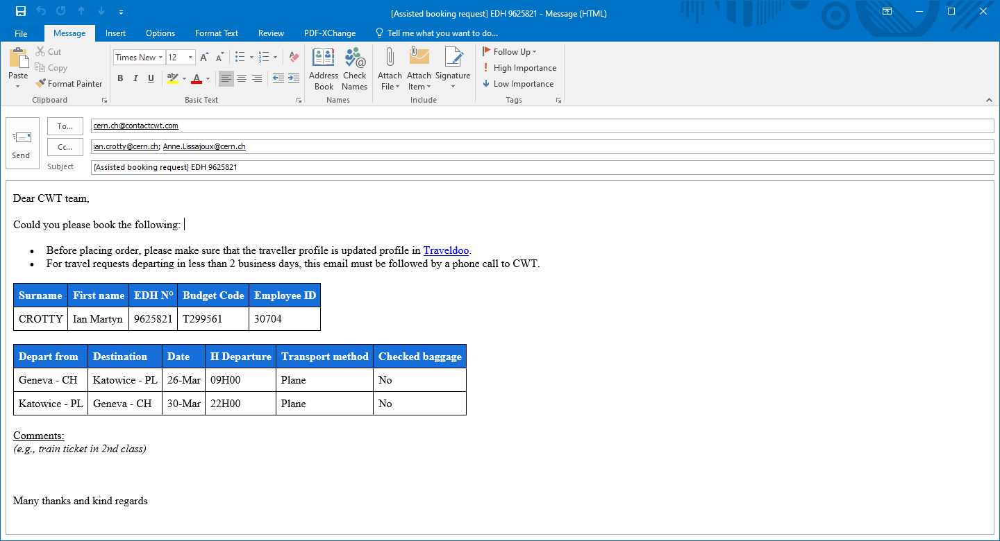 [Assisted booking request] EDH 9625821 - Message (HTML)
File Message Insert Options Format Text Review PDF-XChange Tell me what you want to do...
Paste
Cut
Copy
Format Painter
Clipboard
Times New 12
B I U ab A
Basic Text
Address Book
Check Names
Names
Attach File
Attach Item
Signature
Include
Follow Up
High Importance
Low Importance
Tags
Send
To... cern.ch@contactcwt.com
Cc... ian.crotty@cern.ch; Anne.Lissajoux@cern.ch
Subject [Assisted booking request] EDH 9625821
Dear CWT team,
Could you please book the following:
• Before placing order, please make sure that the traveller profile is updated profile in Traveldoo.
• For travel requests departing in less than 2 business days, this email must be followed by a phone call to CWT.
Surname First name EDH N° Budget Code Employee ID
CROTTY Ian Martyn 9625821 T299561 30704
Depart from Destination Date H Departure Transport method Checked baggage
Geneva - CH Katowice - PL 26-Mar 09H00 Plane No
Katowice - PL Geneva - CH 30-Mar 22H00 Plane No
Comments:
(e.g., train ticket in 2nd class)
Many thanks and kind regards